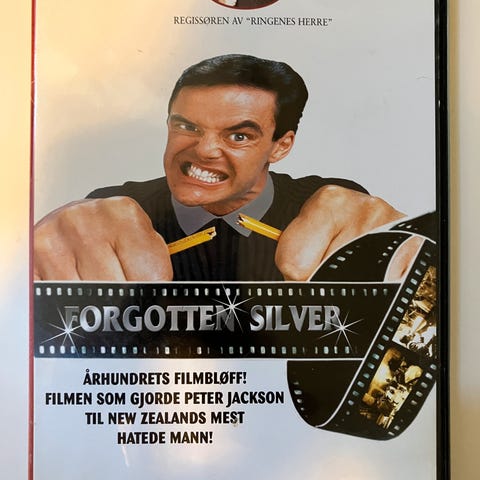 REGISSØREN AV "RINGENES HERRE"
FORGOTTEN SILVER
ÅRHUNDRETS FILMBLØFF!
FILMEN SOM GJORDE PETER JACKSON
TIL NEW ZEALANDS MEST
HATEDE MANN!